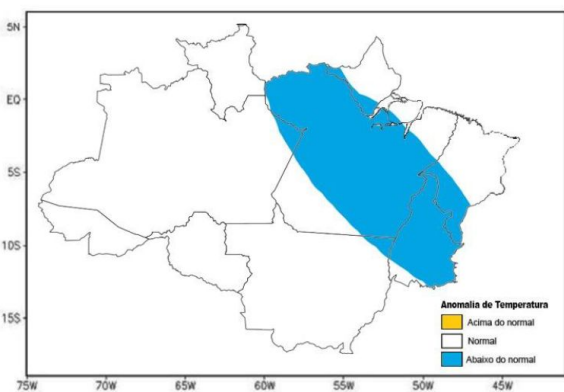 5N
EQ
5S
10S
15S
75W 70W 65W 60W 55W 50W 45W
Anomalia de Temperatura
Acima do normal
Normal
Abaixo do normal